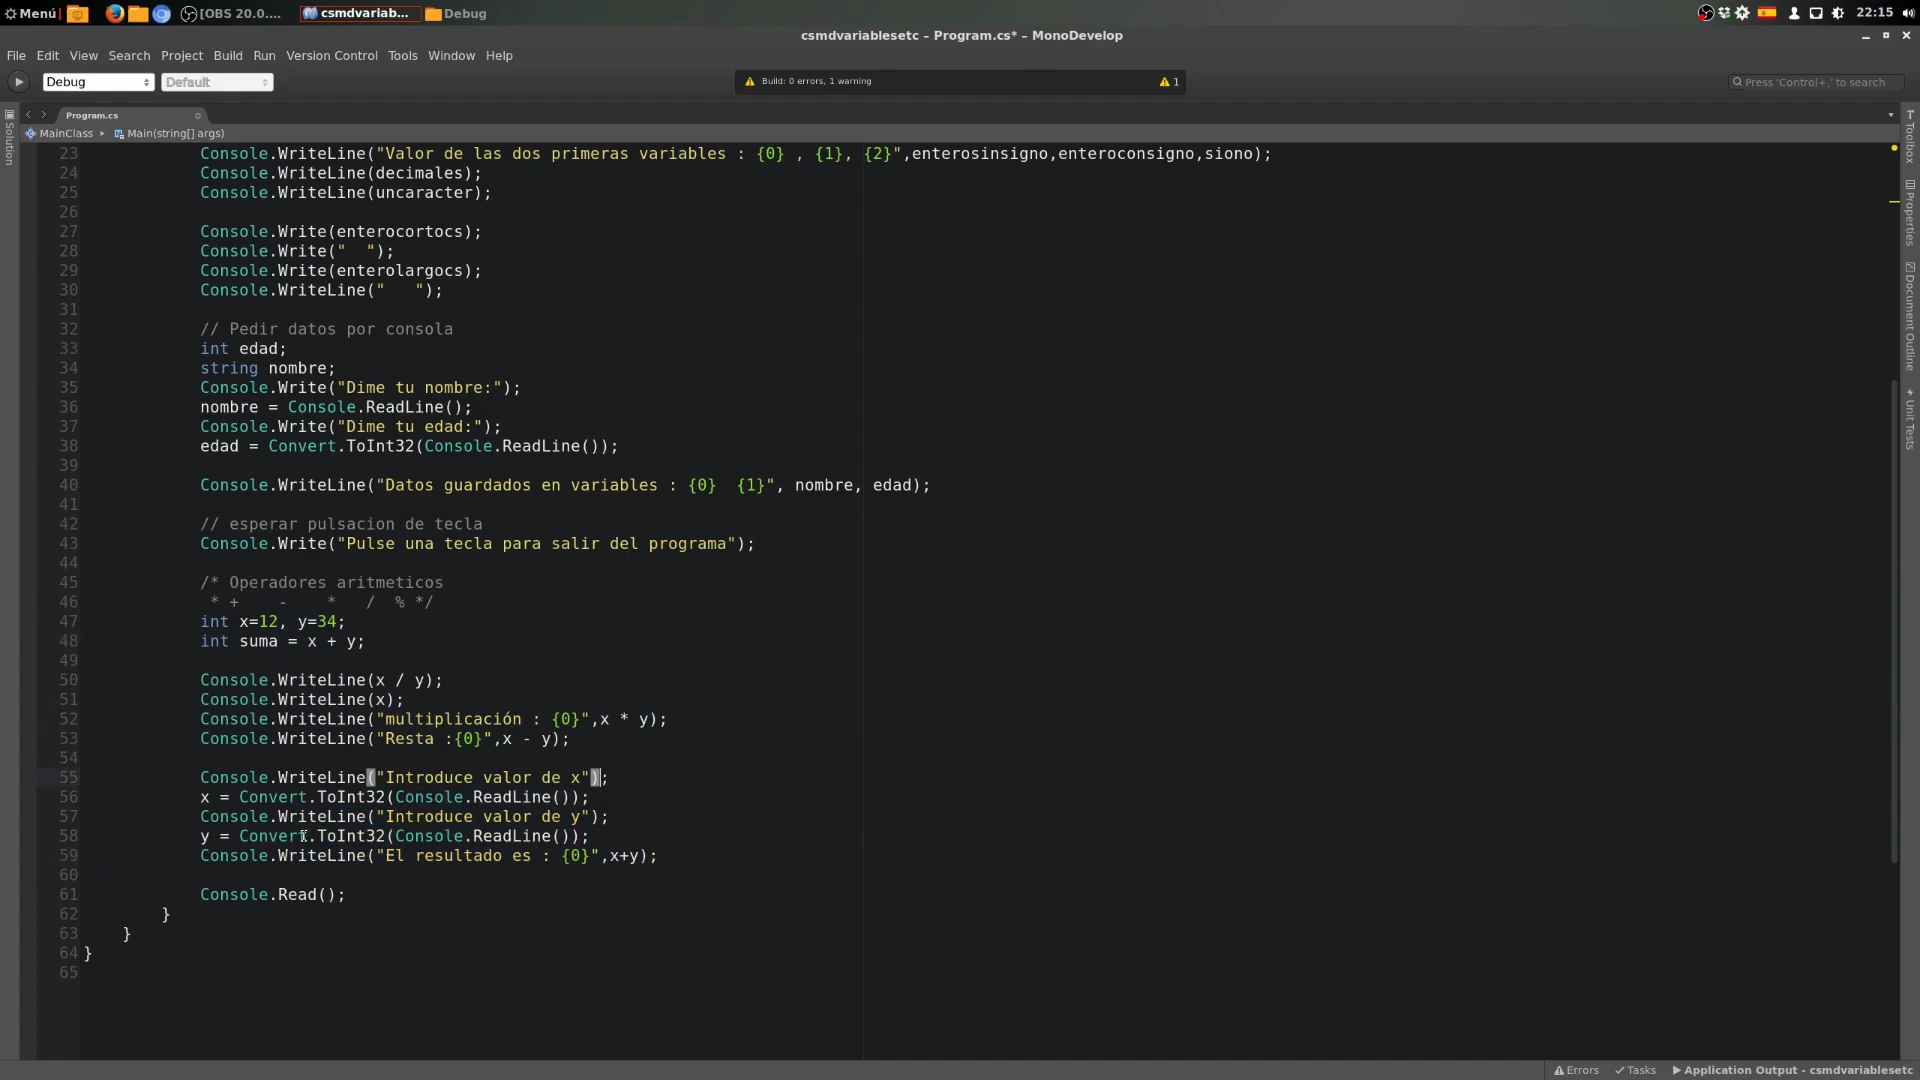 Menú
[OBS 20.0....
csmdvariab...
Debug
22:15
csmdvariablesetc – Program.cs* – MonoDevelop
File Edit View Search Project Build Run Version Control Tools Window Help
Debug
Default
Build: 0 errors, 1 warning
1
Press 'Control+,' to search
Program.cs
MainClass ▸ Main(string[] args)
Solution
Toolbox
Properties
Document Outline
Unit Tests
23 Console.WriteLine("Valor de las dos primeras variables : {0} , {1}, {2}",enterosinsigno,enteroconsigno,siono);
24 Console.WriteLine(decimales);
25 Console.WriteLine(uncaracter);
26
27 Console.Write(enterocortocs);
28 Console.Write("  ");
29 Console.Write(enterolargocs);
30 Console.WriteLine("   ");
31
32 // Pedir datos por consola
33 int edad;
34 string nombre;
35 Console.Write("Dime tu nombre:");
36 nombre = Console.ReadLine();
37 Console.Write("Dime tu edad:");
38 edad = Convert.ToInt32(Console.ReadLine());
39
40 Console.WriteLine("Datos guardados en variables : {0}  {1}", nombre, edad);
41
42 // esperar pulsacion de tecla
43 Console.Write("Pulse una tecla para salir del programa");
44
45 /* Operadores aritmeticos
46 * +    -    *   /  % */
47 int x=12, y=34;
48 int suma = x + y;
49
50 Console.WriteLine(x / y);
51 Console.WriteLine(x);
52 Console.WriteLine("multiplicación : {0}",x * y);
53 Console.WriteLine("Resta :{0}",x - y);
54
55 Console.WriteLine("Introduce valor de x");
56 x = Convert.ToInt32(Console.ReadLine());
57 Console.WriteLine("Introduce valor de y");
58 y = Convert.ToInt32(Console.ReadLine());
59 Console.WriteLine("El resultado es : {0}",x+y);
60
61 Console.Read();
62 }
63 }
64 }
65
Errors Tasks Application Output - csmdvariablesetc